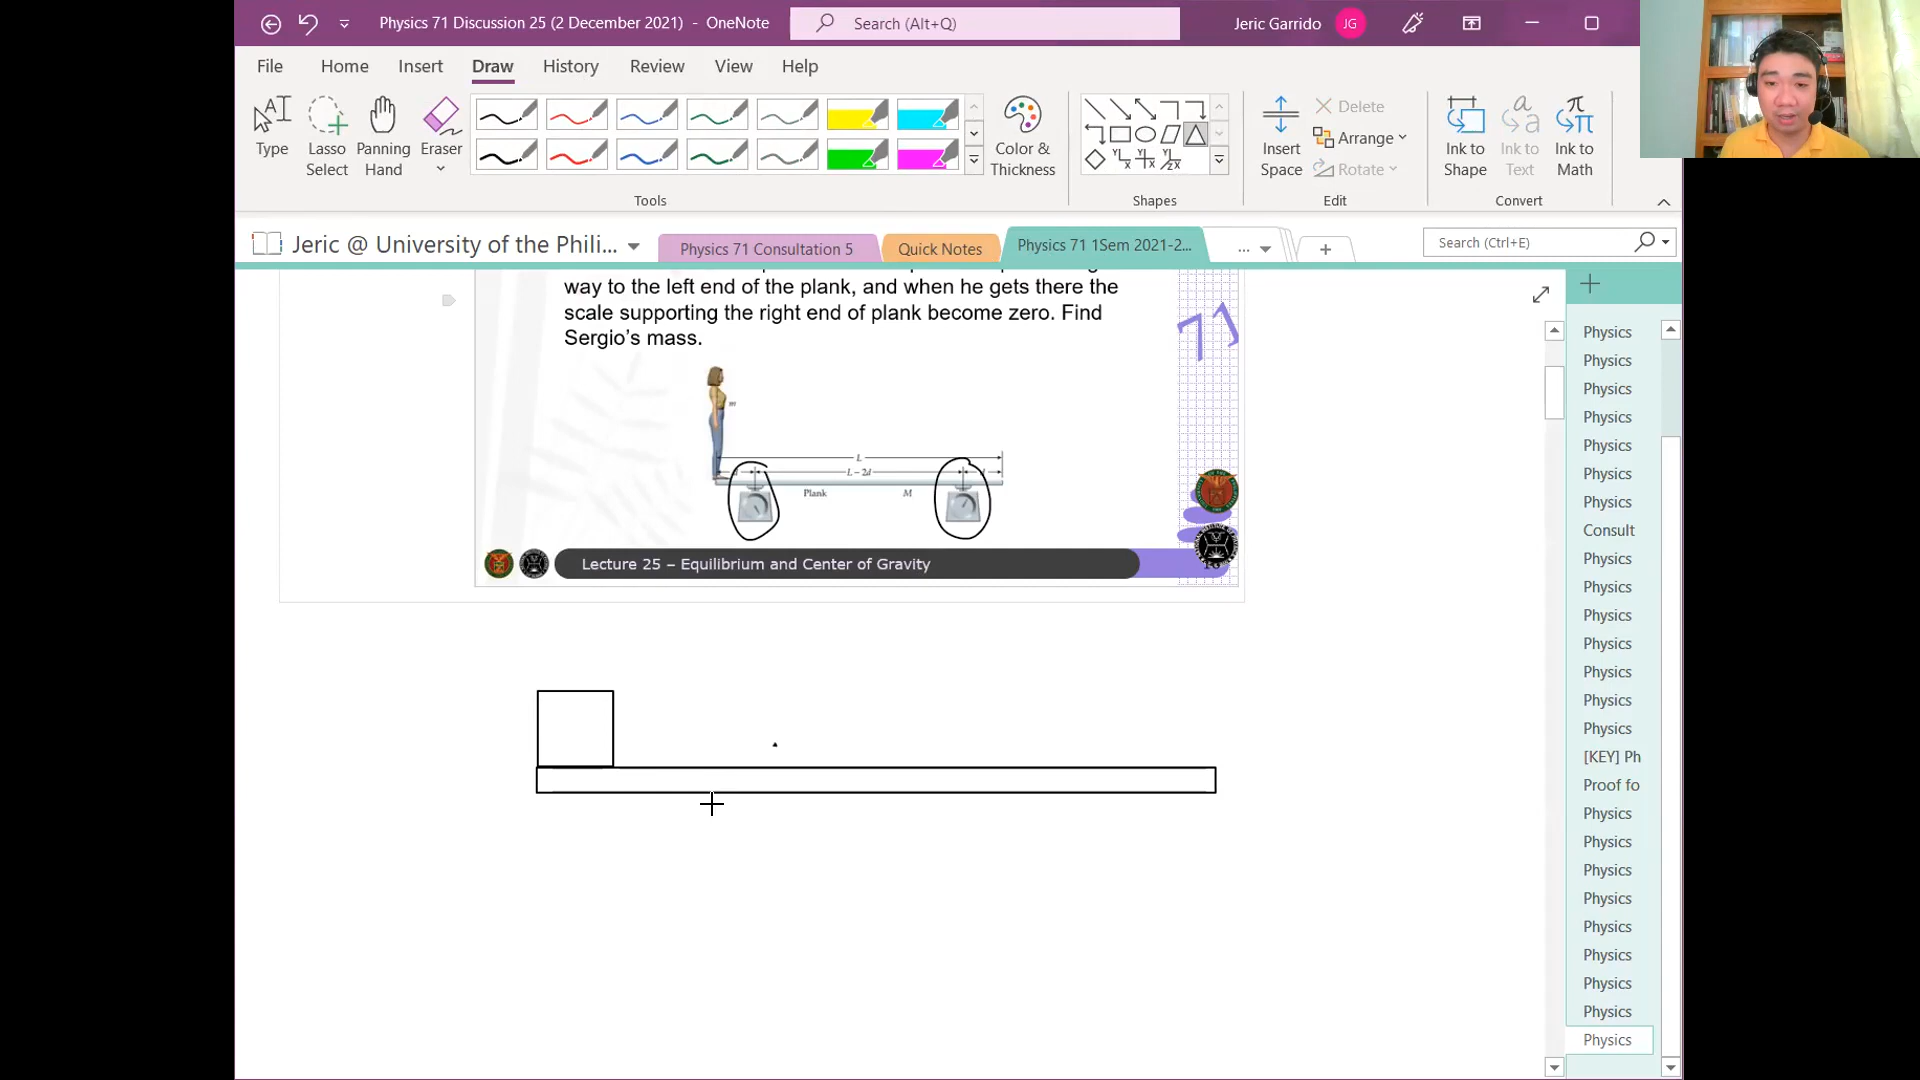 Physics 71 Discussion 25 (2 December 2021) - OneNote
Search (Alt+Q)
Jeric Garrido
JG
File
Home
Insert
Draw
History
Review
View
Help
Type
Lasso Select
Panning Hand
Eraser
Color & Thickness
Insert Space
Delete
Arrange
Rotate
Ink to Shape
Ink to Text
Ink to Math
Tools
Shapes
Edit
Convert
Jeric @ University of the Phili...
Physics 71 Consultation 5
Quick Notes
Physics 71 1Sem 2021-2...
...
Search (Ctrl+E)
way to the left end of the plank, and when he gets there the
scale supporting the right end of plank become zero. Find
Sergio's mass.
71
m
L
d
L – 2d
Plank
M
Lecture 25 – Equilibrium and Center of Gravity
Physics
Physics
Physics
Physics
Physics
Physics
Physics
Consult
Physics
Physics
Physics
Physics
Physics
Physics
Physics
[KEY] Ph
Proof fo
Physics
Physics
Physics
Physics
Physics
Physics
Physics
Physics
Physics